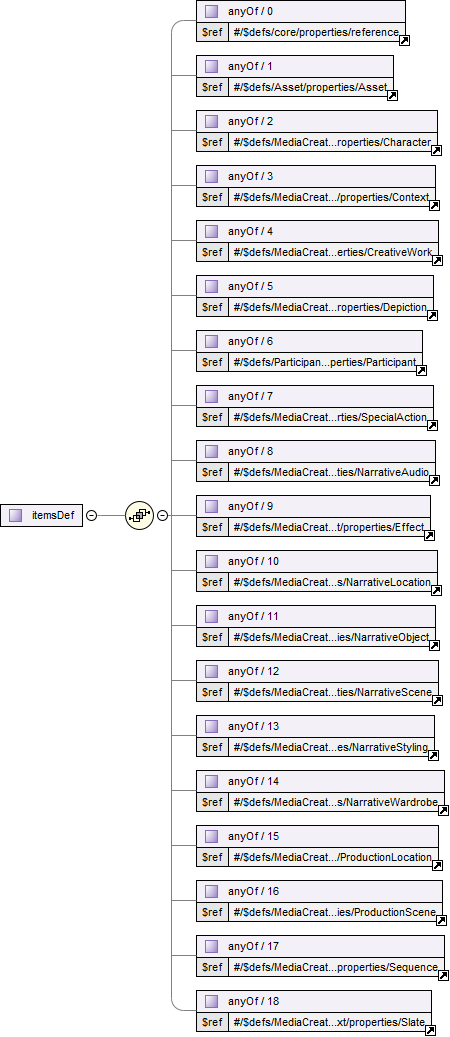 anyOf / 0
$ref #/$defs/core/properties/reference
anyOf / 1
$ref #/$defs/Asset/properties/Asset
anyOf / 2
$ref #/$defs/MediaCreat...roperties/Character
anyOf / 3
$ref #/$defs/MediaCreat.../properties/Context
anyOf / 4
$ref #/$defs/MediaCreat...erties/CreativeWork
anyOf / 5
$ref #/$defs/MediaCreat...roperties/Depiction
anyOf / 6
$ref #/$defs/Participan...perties/Participant
anyOf / 7
$ref #/$defs/MediaCreat...rties/SpecialAction
anyOf / 8
$ref #/$defs/MediaCreat...ties/NarrativeAudio
anyOf / 9
itemsDef
$ref #/$defs/MediaCreat...t/properties/Effect
anyOf / 10
$ref #/$defs/MediaCreat...s/NarrativeLocation
anyOf / 11
$ref #/$defs/MediaCreat...ies/NarrativeObject
anyOf / 12
$ref #/$defs/MediaCreat...ties/NarrativeScene
anyOf / 13
$ref #/$defs/MediaCreat...es/NarrativeStyling
anyOf / 14
$ref #/$defs/MediaCreat...s/NarrativeWardrobe
anyOf / 15
$ref #/$defs/MediaCreat.../ProductionLocation
anyOf / 16
$ref #/$defs/MediaCreat...ies/ProductionScene
anyOf / 17
$ref #/$defs/MediaCreat...properties/Sequence
anyOf / 18
$ref #/$defs/MediaCreat...xt/properties/Slate